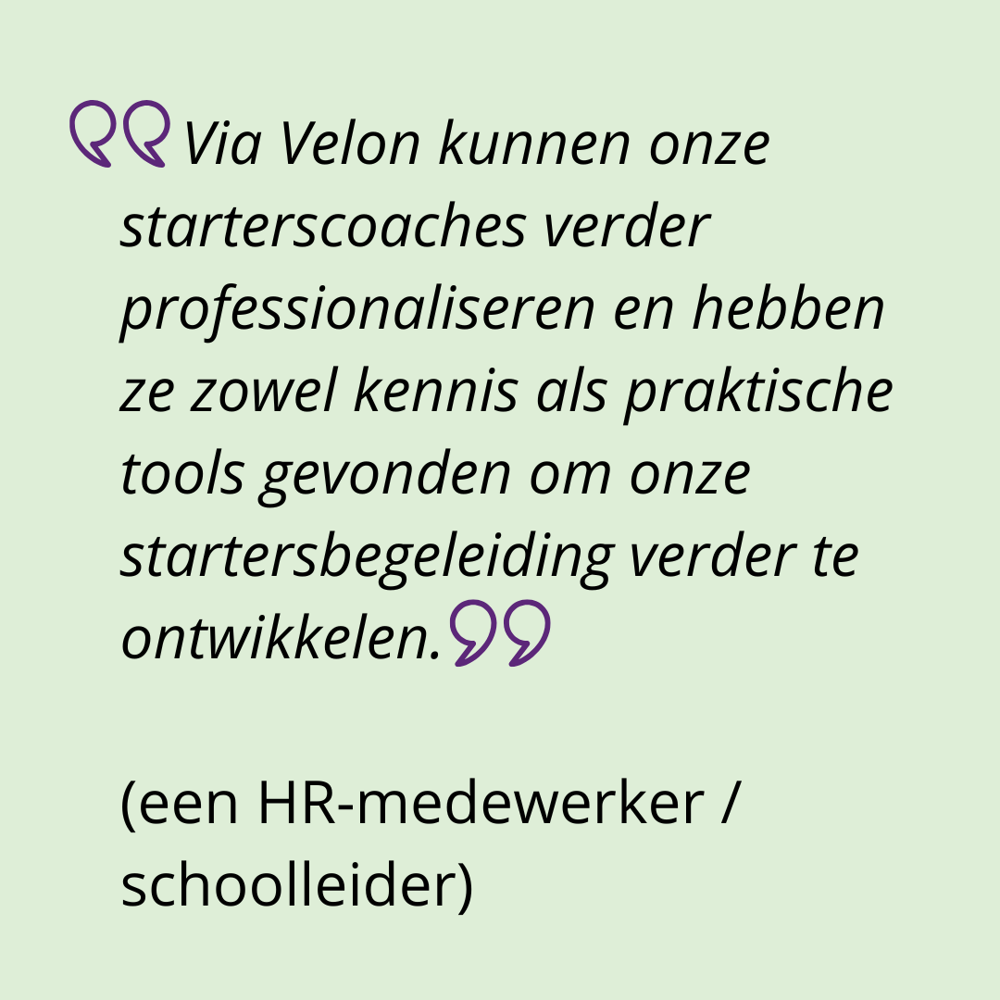 “Via Velon kunnen onze
starterscoaches verder
professionaliseren en hebben
ze zowel kennis als praktische
tools gevonden om onze
startersbegeleiding verder te
ontwikkelen.”
(een HR-medewerker /
schoolleider)